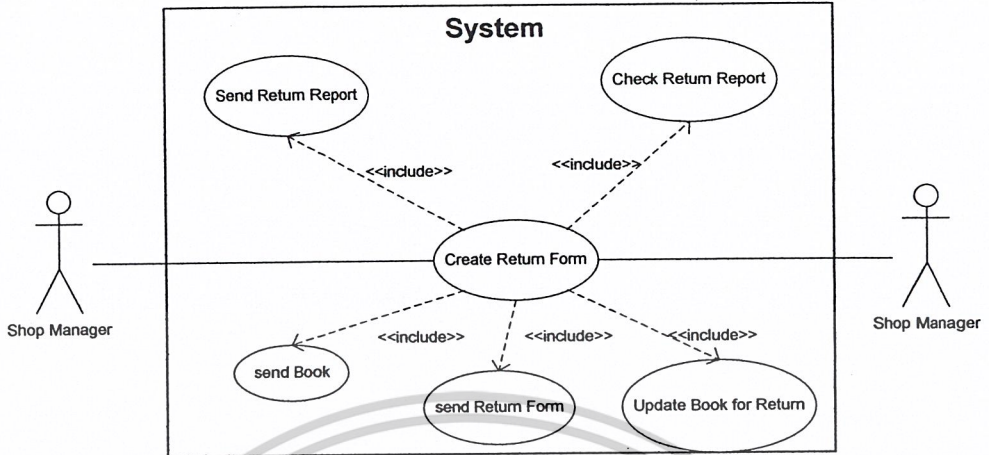 System
Send Return Report
Check Return Report
<<include>>
<<include>>
Create Return Form
Shop Manager
Shop Manager
<<include>>
<<include>>
<<include>>
send Book
send Return Form
Update Book for Return